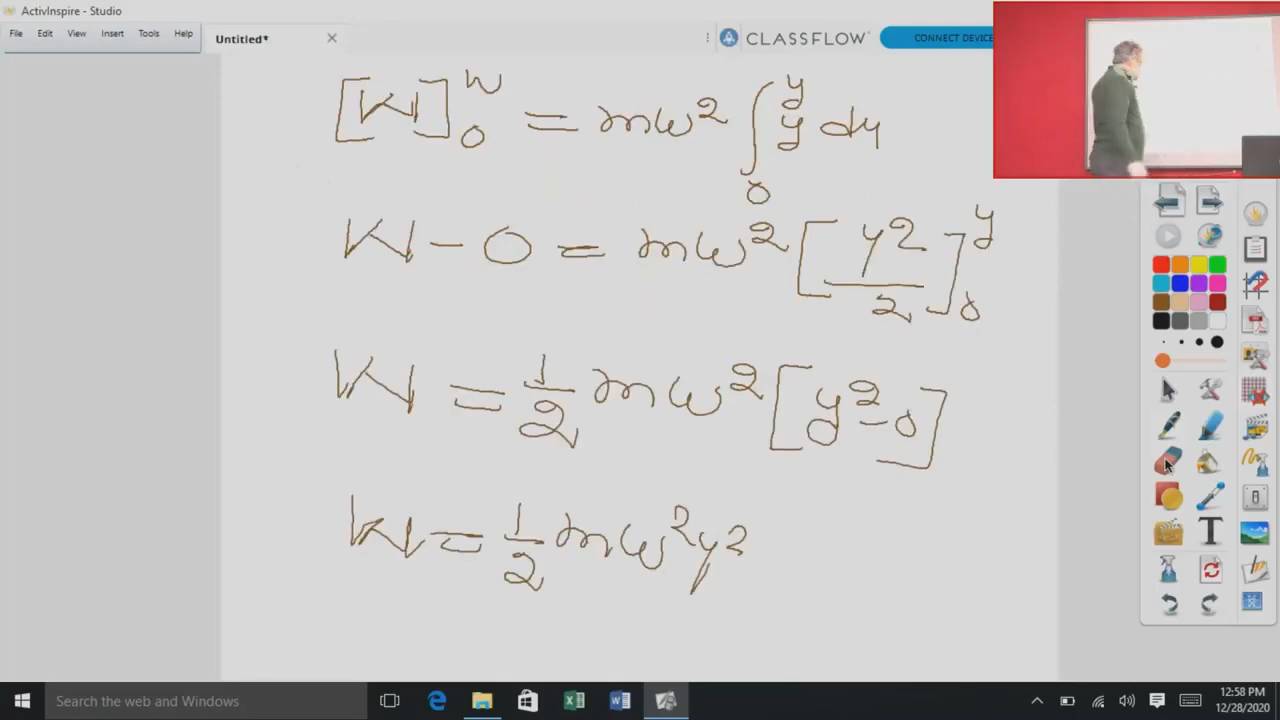 ActivInspire - Studio
File Edit View Insert Tools Help
Untitled*
CLASSFLOW
CONNECT DEVICE
[W]₀ᵂ = mω² ∫₀ʸ y dy
W - 0 = mω² [y²/2]₀ʸ
W = 1/2 mω² [y² - 0]
W = 1/2 mω² y²
Search the web and Windows
12:58 PM
12/28/2020